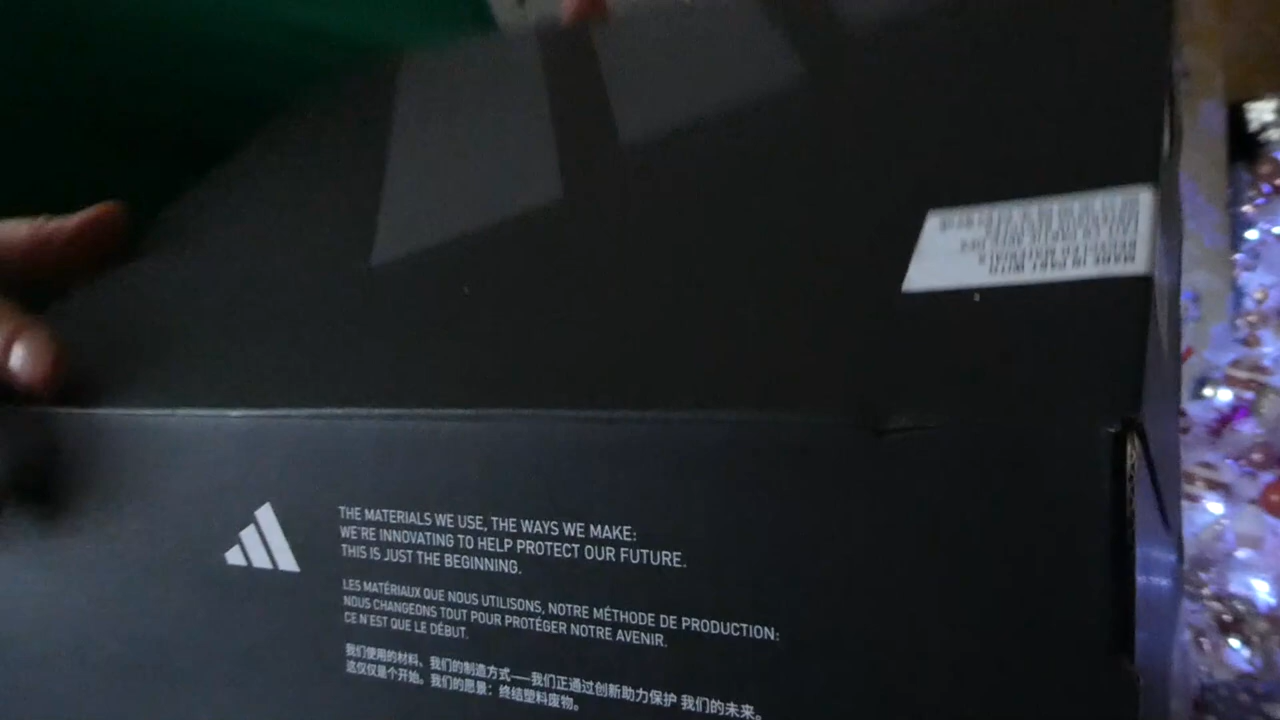 MADE IN PART WITH
THE MATERIALS WE USE, THE WAYS WE MAKE:
WE'RE INNOVATING TO HELP PROTECT OUR FUTURE.
THIS IS JUST THE BEGINNING.
LES MATÉRIAUX QUE NOUS UTILISONS, NOTRE MÉTHODE DE PRODUCTION:
NOUS CHANGEONS TOUT POUR PROTÉGER NOTRE AVENIR.
CE N'EST QUE LE DÉBUT.
我们使用的材料、我们的制造方式——我们正通过创新助力保护 我们的未来。
这仅仅是个开始。我们的愿景：终结塑料废物。